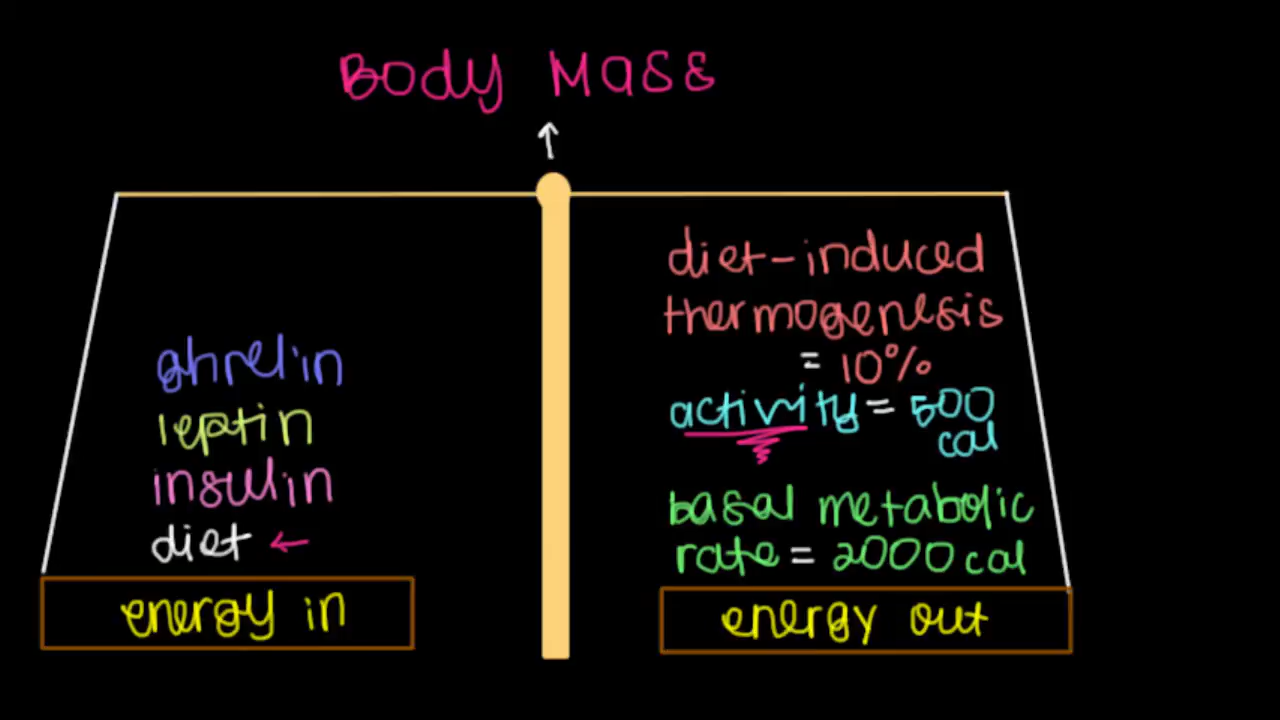 Body Mass
ghrelin
leptin
insulin
diet
energy in
diet-induced
thermogenesis
= 10%
activity = 500
cal
basal metabolic
rate = 2000 cal
energy out